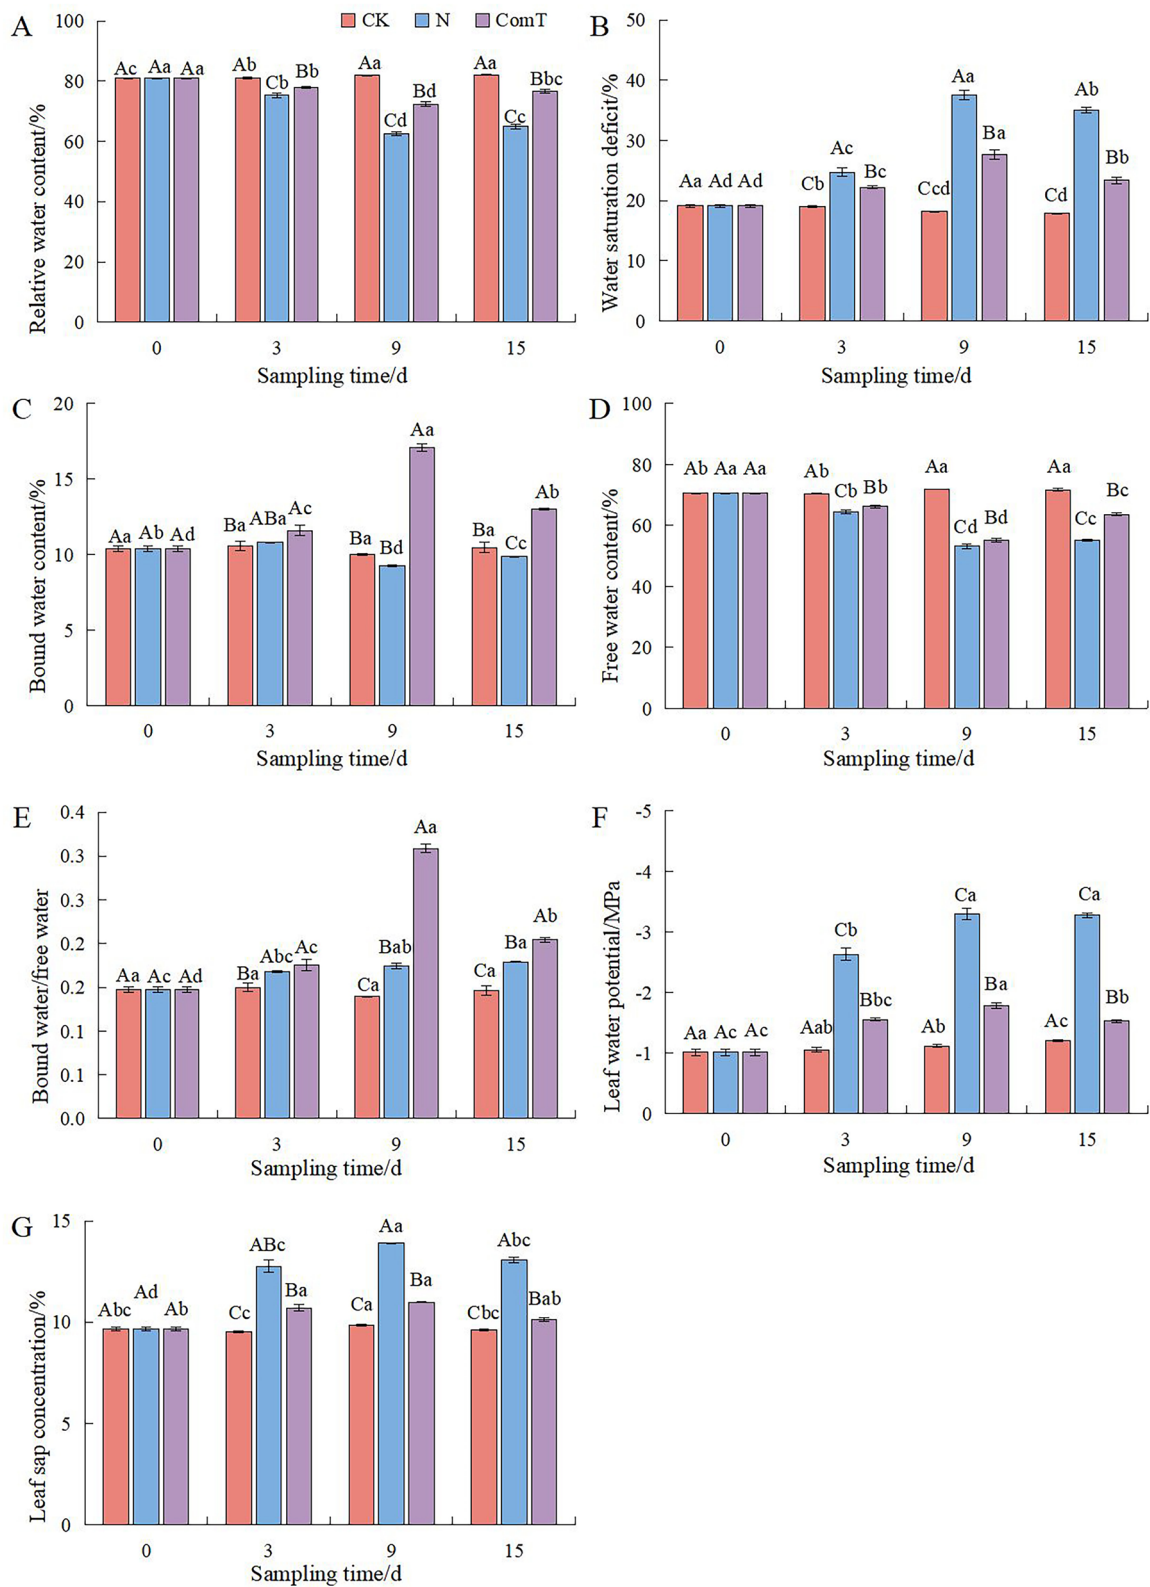 A
CK N ComT
Relative water content/%
100
80
60
40
20
0
Ac Aa Aa
Ab Cb Bb
Aa Cd Bd
Aa Cc Bbc
0 3 9 15
Sampling time/d
B
Water saturation deficit/%
50
40
30
20
10
0
Aa Ad Ad
Cb Ac Bc
Ccd Aa Ba
Cd Ab Bb
0 3 9 15
Sampling time/d
C
Bound water content/%
20
15
10
5
0
Aa Ab Ad
Ba ABa Ac
Ba Bd Aa
Ba Cc Ab
0 3 9 15
Sampling time/d
D
Free water content/%
100
80
60
40
20
0
Ab Aa Aa
Ab Cb Bb
Aa Cd Bd
Aa Cc Bc
0 3 9 15
Sampling time/d
E
Bound water/free water
0.4
0.3
0.3
0.2
0.2
0.1
0.1
0.0
Aa Ac Ad
Ba Abc Ac
Ca Bab Aa
Ca Ba Ab
0 3 9 15
Sampling time/d
F
Leaf water potential/MPa
-5
-4
-3
-2
-1
0
Aa Ac Ac
Aab Cb Bbc
Ab Ca Ba
Ac Ca Bb
0 3 9 15
Sampling time/d
G
Leaf sap concentration/%
15
10
5
0
Abc Ad Ab
Cc ABc Ba
Ca Aa Ba
Cbc Abc Bab
0 3 9 15
Sampling time/d